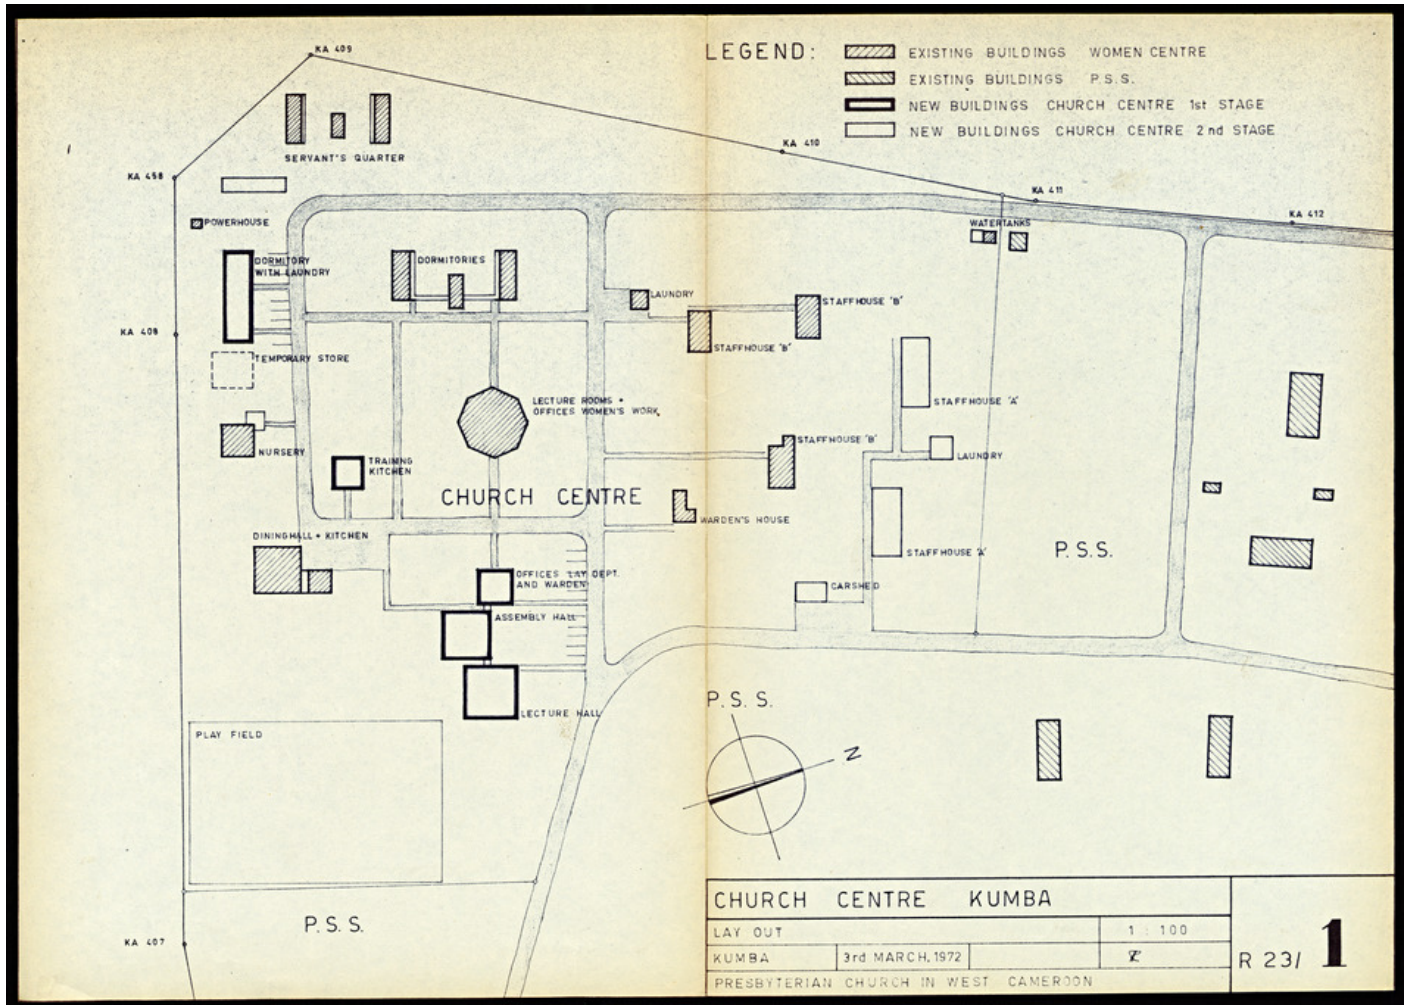 KA 409
LEGEND:
EXISTING BUILDINGS WOMEN CENTRE
EXISTING BUILDINGS P.S.S.
NEW BUILDINGS CHURCH CENTRE 1st STAGE
NEW BUILDINGS CHURCH CENTRE 2nd STAGE
KA 410
SERVANT'S QUARTER
KA 458
KA 411
KA 412
POWERHOUSE
WATERTANKS
DORMITORY
WITH LAUNDRY
DORMITORIES
LAUNDRY
STAFFHOUSE 'B'
KA 408
STAFFHOUSE 'B'
TEMPORARY STORE
LECTURE ROOMS +
OFFICES WOMEN'S WORK
STAFFHOUSE 'A'
STAFFHOUSE 'B'
NURSERY
LAUNDRY
TRAINING
KITCHEN
CHURCH CENTRE
WARDEN'S HOUSE
DININGHALL + KITCHEN
STAFFHOUSE 'A'
P.S.S.
OFFICES LAY DEPT.
AND WARDEN
CARSHED
ASSEMBLY HALL
LECTURE HALL
P.S.S.
PLAY FIELD
N
CHURCH CENTRE KUMBA
LAY OUT 1 : 100
KUMBA 3rd MARCH, 1972
R 23/ 1
PRESBYTERIAN CHURCH IN WEST CAMEROON
P.S.S.
KA 407